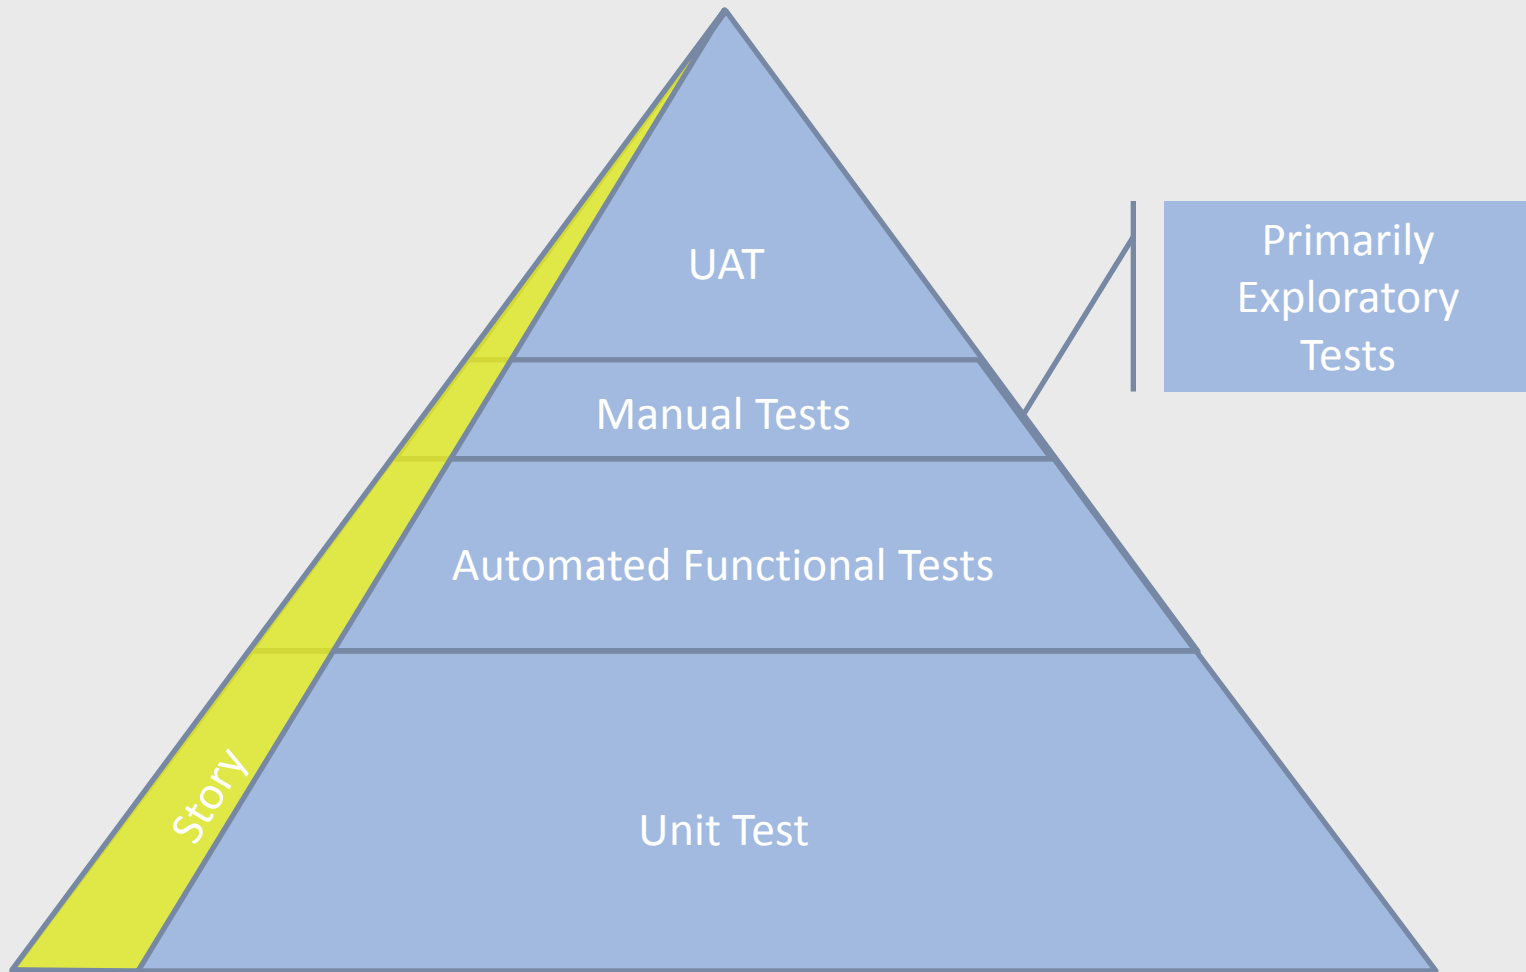 UAT
Primarily
Exploratory
Tests
Manual Tests
Automated Functional Tests
Story
Unit Test